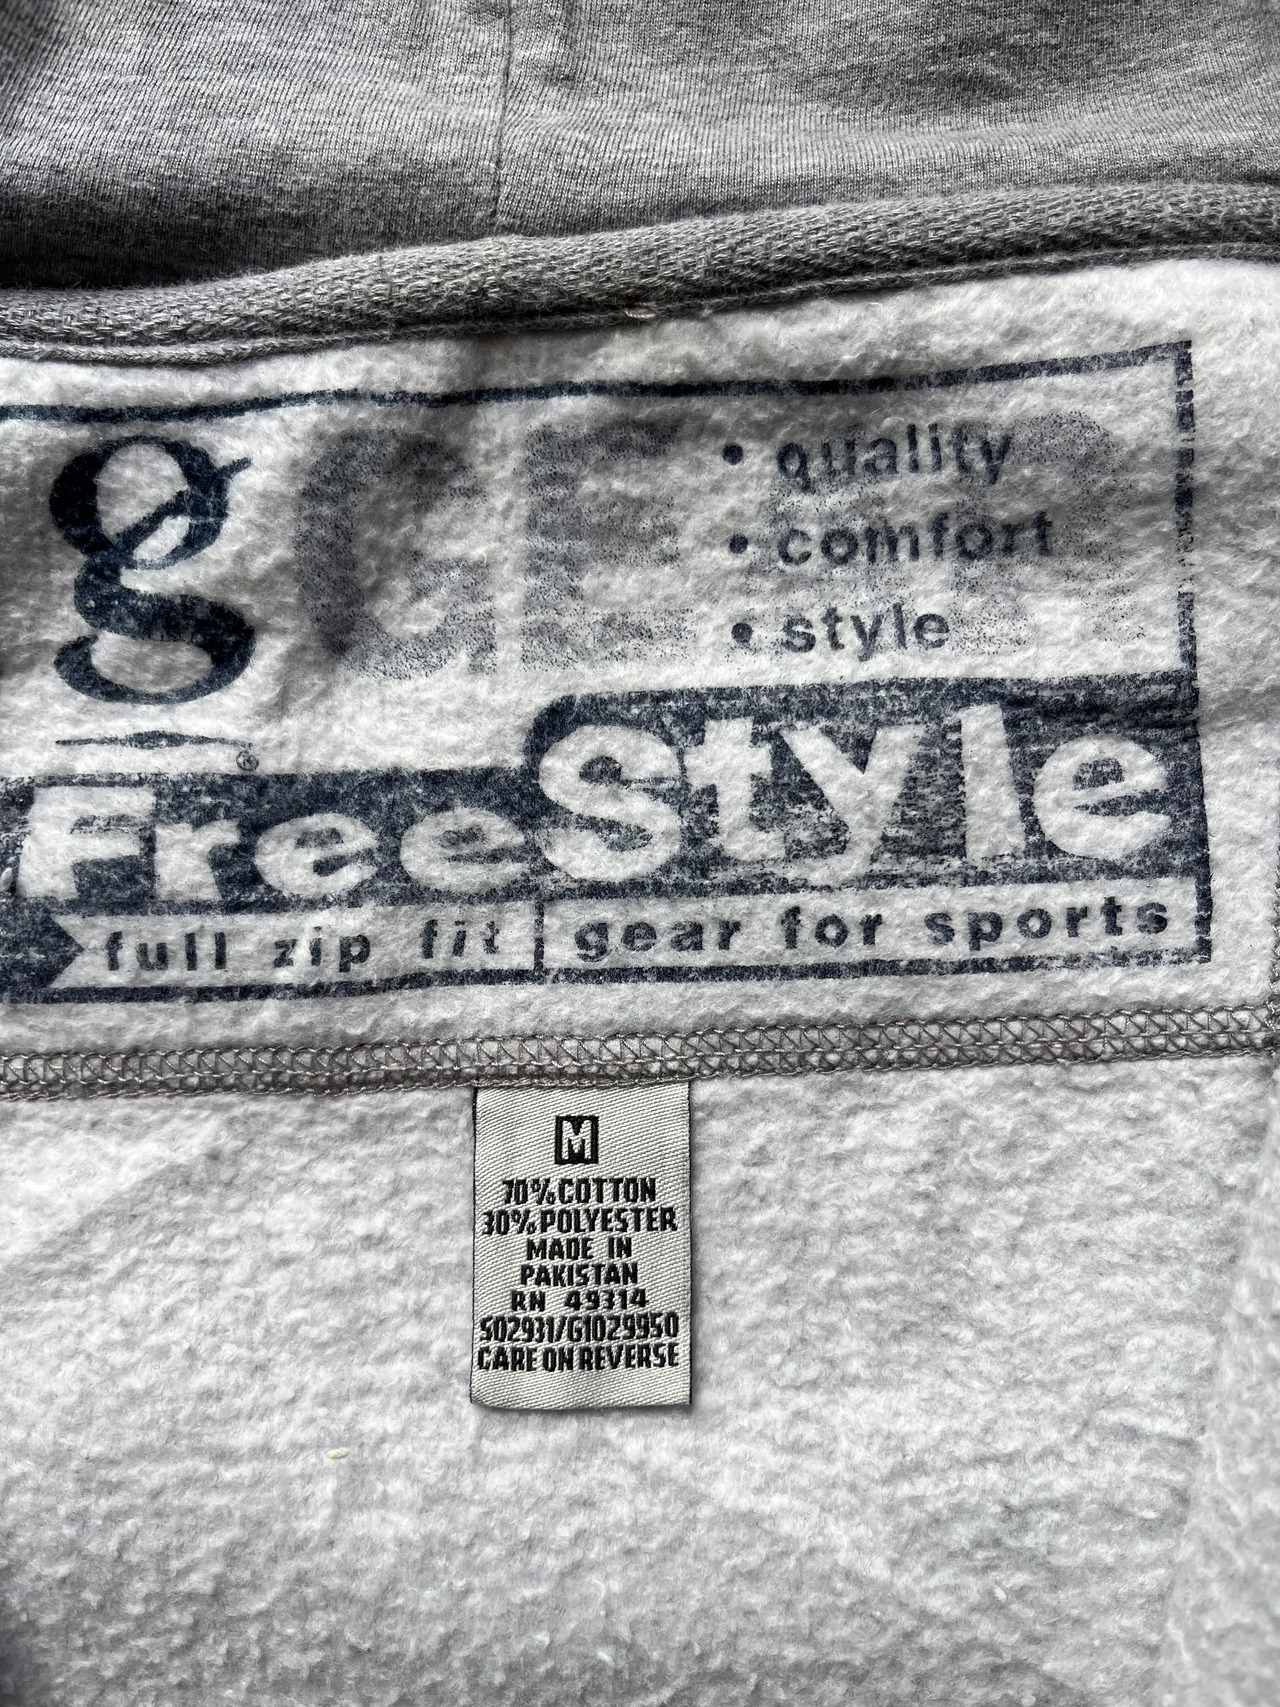 g GER
• quality
• comfort
• style
®
FreeStyle
full zip fit gear for sports
M
70% COTTON
30% POLYESTER
MADE IN
PAKISTAN
RN 49314
S02931/G1029950
CARE ON REVERSE